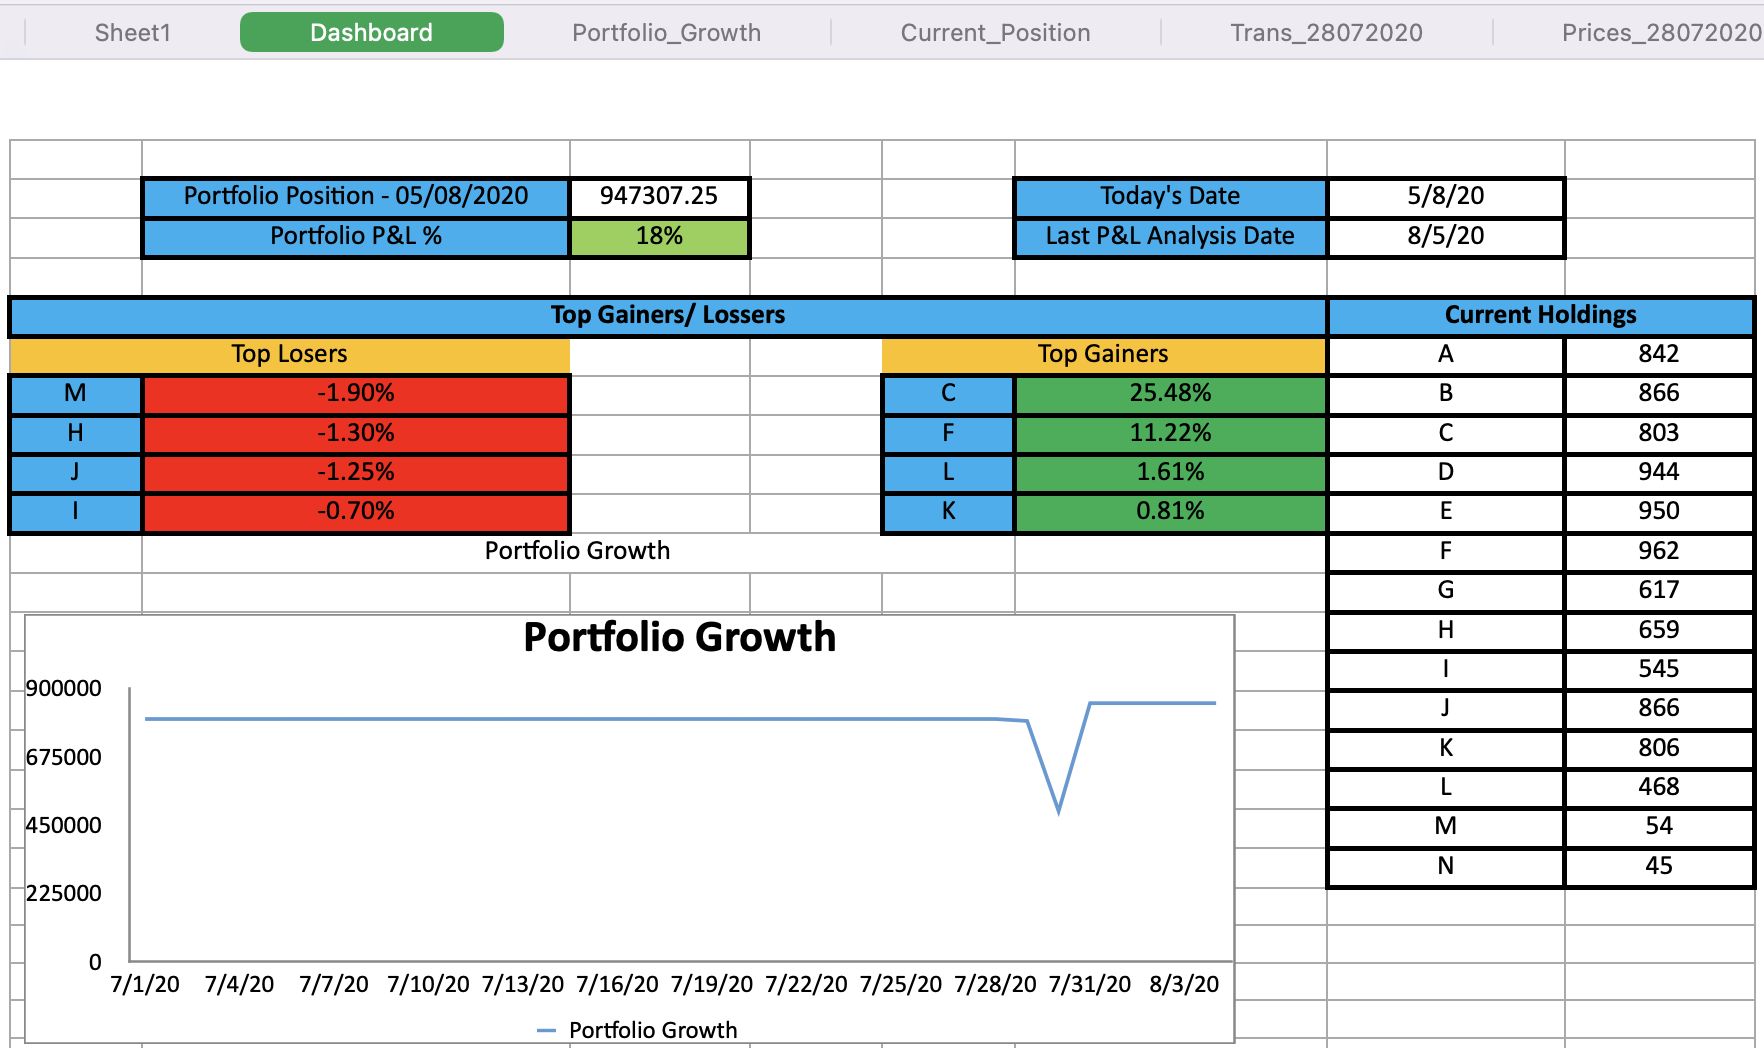 Sheet1 Dashboard Portfolio_Growth Current_Position Trans_28072020 Prices_28072020
Portfolio Position - 05/08/2020 947307.25 Today's Date 5/8/20
Portfolio P&L % 18% Last P&L Analysis Date 8/5/20
Top Gainers/ Lossers Current Holdings
Top Losers Top Gainers A 842
M -1.90% C 25.48% B 866
H -1.30% F 11.22% C 803
J -1.25% L 1.61% D 944
I -0.70% K 0.81% E 950
Portfolio Growth F 962
G 617
Portfolio Growth H 659
I 545
900000 J 866
675000 K 806
L 468
450000 M 54
N 45
225000
0
7/1/20 7/4/20 7/7/20 7/10/20 7/13/20 7/16/20 7/19/20 7/22/20 7/25/20 7/28/20 7/31/20 8/3/20
Portfolio Growth